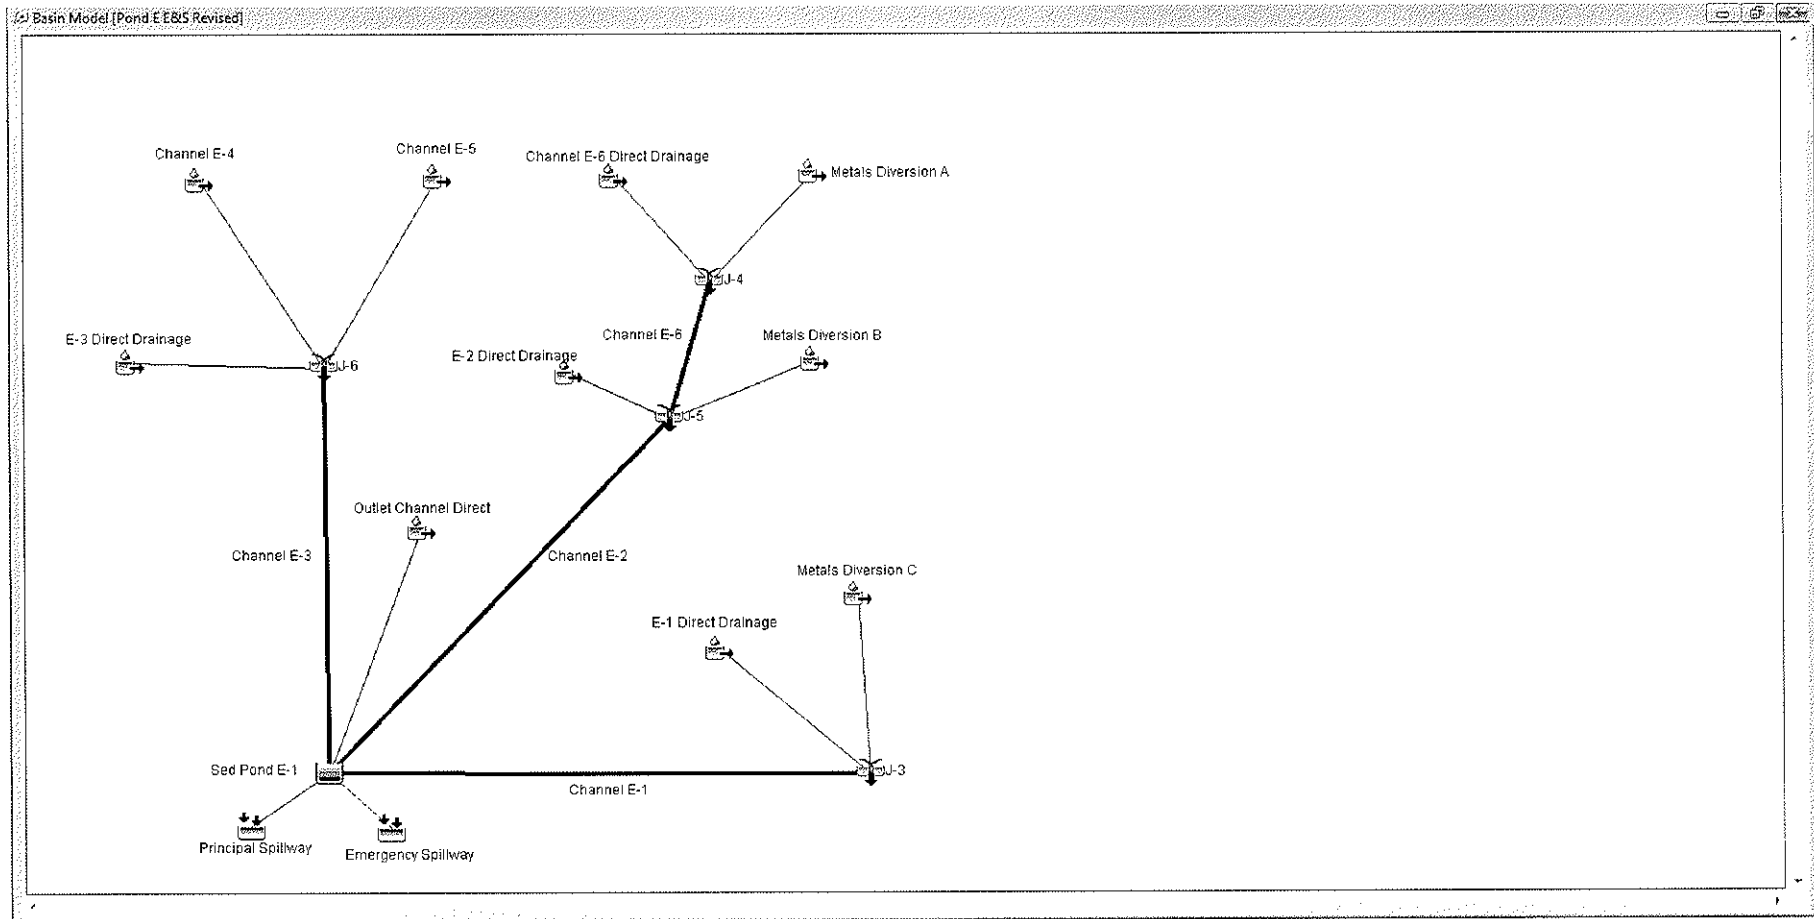 Basin Model [Pond E E&S Revised]
Channel E-4
Channel E-5
Channel E-6 Direct Drainage
Metals Diversion A
J-4
E-3 Direct Drainage
J-6
Channel E-6
Metals Diversion B
E-2 Direct Drainage
J-5
Outlet Channel Direct
Channel E-3
Channel E-2
Metals Diversion C
E-1 Direct Drainage
Sed Pond E-1
J-3
Channel E-1
Principal Spillway
Emergency Spillway